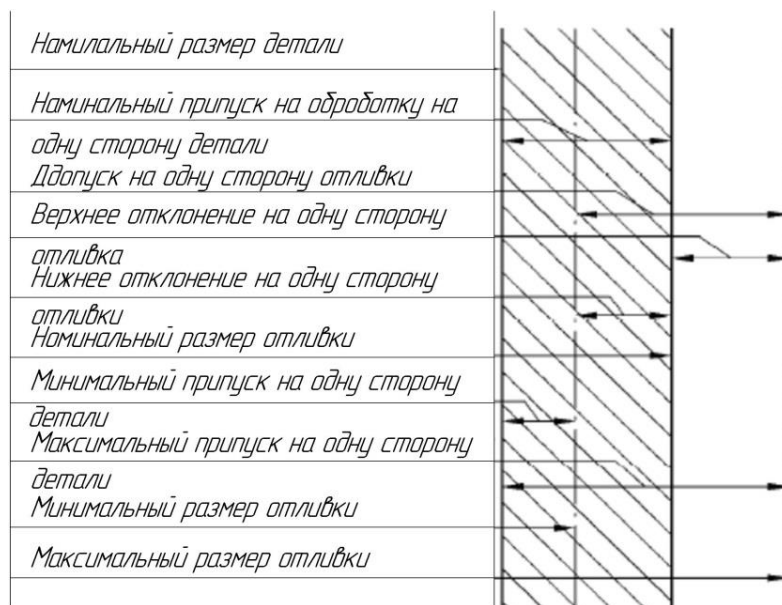 Намилальный размер детали
Наминальный припуск на обработку на
одну сторону детали
Ддопуск на одну сторону отливки
Верхнее отклонение на одну сторону
отливка
Нижнее отклонение на одну сторону
отливки
Номинальный размер отливки
Минимальный припуск на одну сторону
детали
Максимальный припуск на одну сторону
детали
Минимальный размер отливки
Максимальный размер отливки